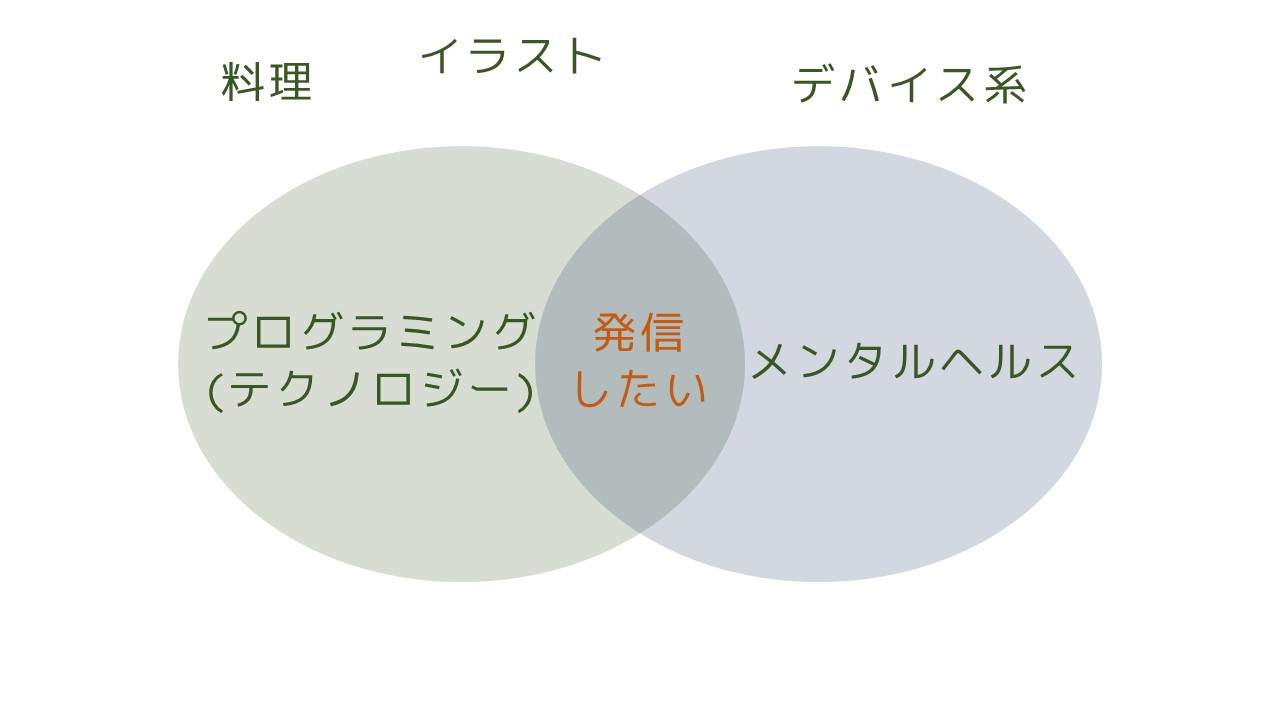 イラスト
料理
デバイス系
プログラミング
(テクノロジー)
発信
したい
メンタルヘルス